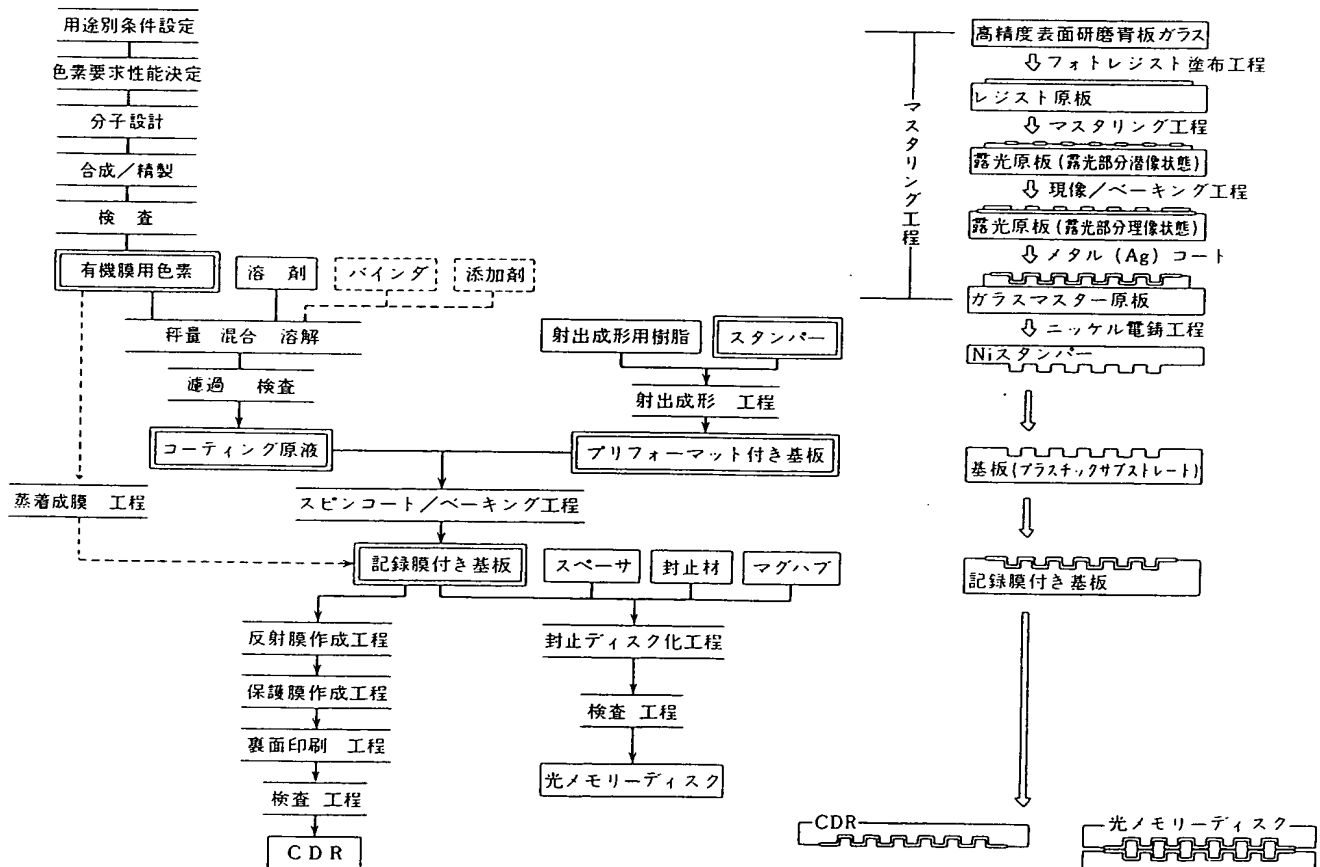 用途別条件設定
色素要求性能決定
分子設計
合成／精製
検 査
有機膜用色素
溶 剤
バインダ
添加剤
秤量 混合 溶解
濾過 検査
コーティング原液
射出成形用樹脂
スタンパー
射出成形 工程
プリフォーマット付き基板
蒸着成膜 工程
スピンコート／ベーキング工程
記録膜付き基板
スペーサ
封止材
マグハブ
反射膜作成工程
保護膜作成工程
裏面印刷 工程
検査 工程
CDR
封止ディスク化工程
検査 工程
光メモリーディスク
マスタリング工程
高精度表面研磨青板ガラス
フォトレジスト塗布工程
レジスト原板
マスタリング工程
露光原板(露光部分潜像状態)
現像／ベーキング工程
露光原板(露光部分理像状態)
メタル(Ag)コート
ガラスマスター原板
ニッケル電鋳工程
Niスタンパー
基板(プラスチックサブストレート)
記録膜付き基板
CDR
光メモリーディスク